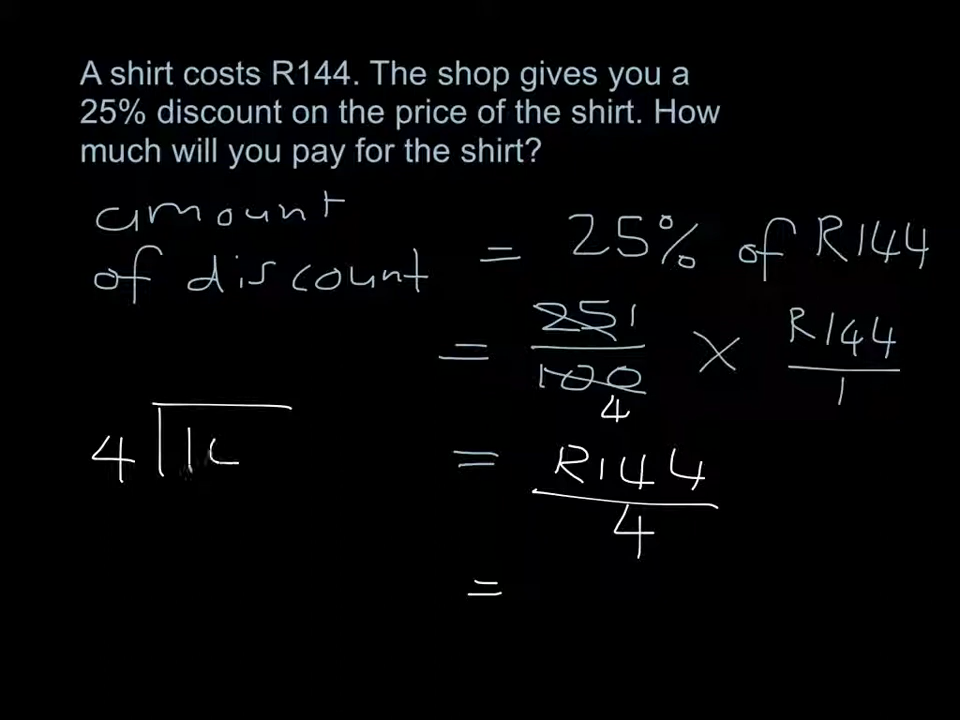 A shirt costs R144. The shop gives you a
25% discount on the price of the shirt. How
much will you pay for the shirt?
amount
of discount = 25% of R144
= 25 1 / 100 4 × R144 / 1
= R144 / 4
4 1
=